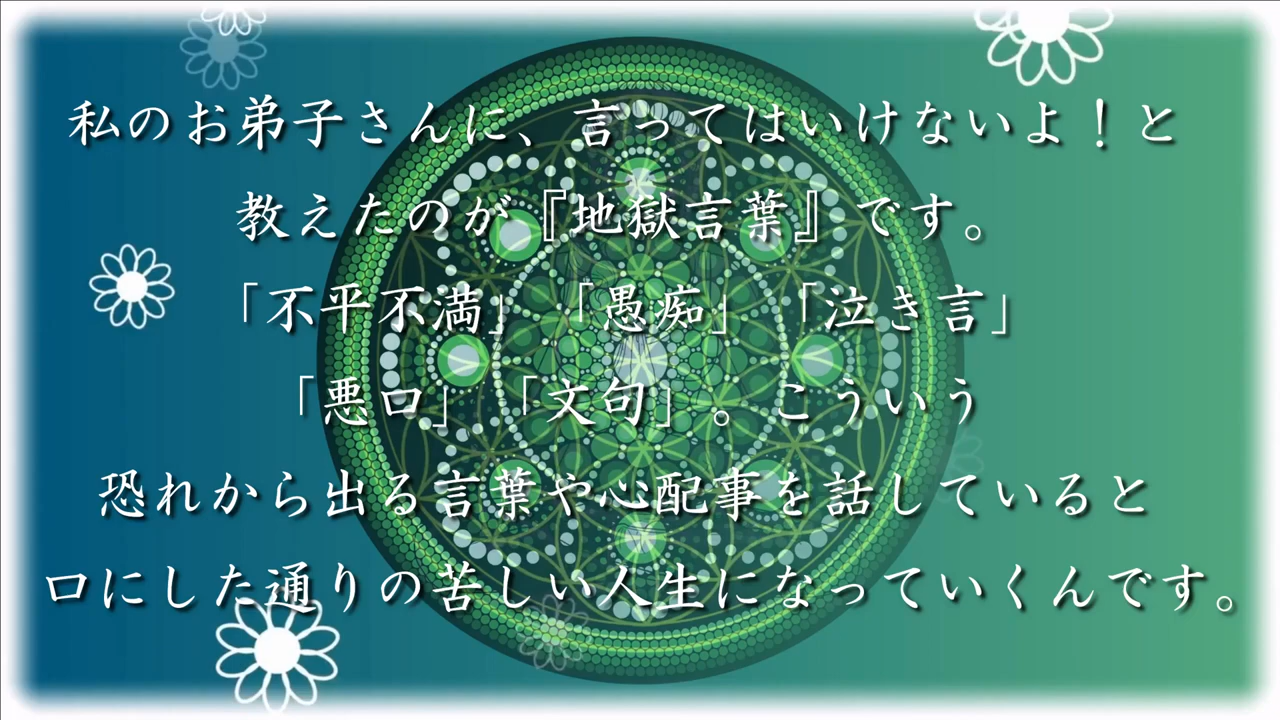 私のお弟子さんに、言ってはいけないよ！と
教えたのが『地獄言葉』です。
「不平不満」「愚痴」「泣き言」
「悪口」「文句」。こういう
恐れから出る言葉や心配事を話していると
口にした通りの苦しい人生になっていくんです。